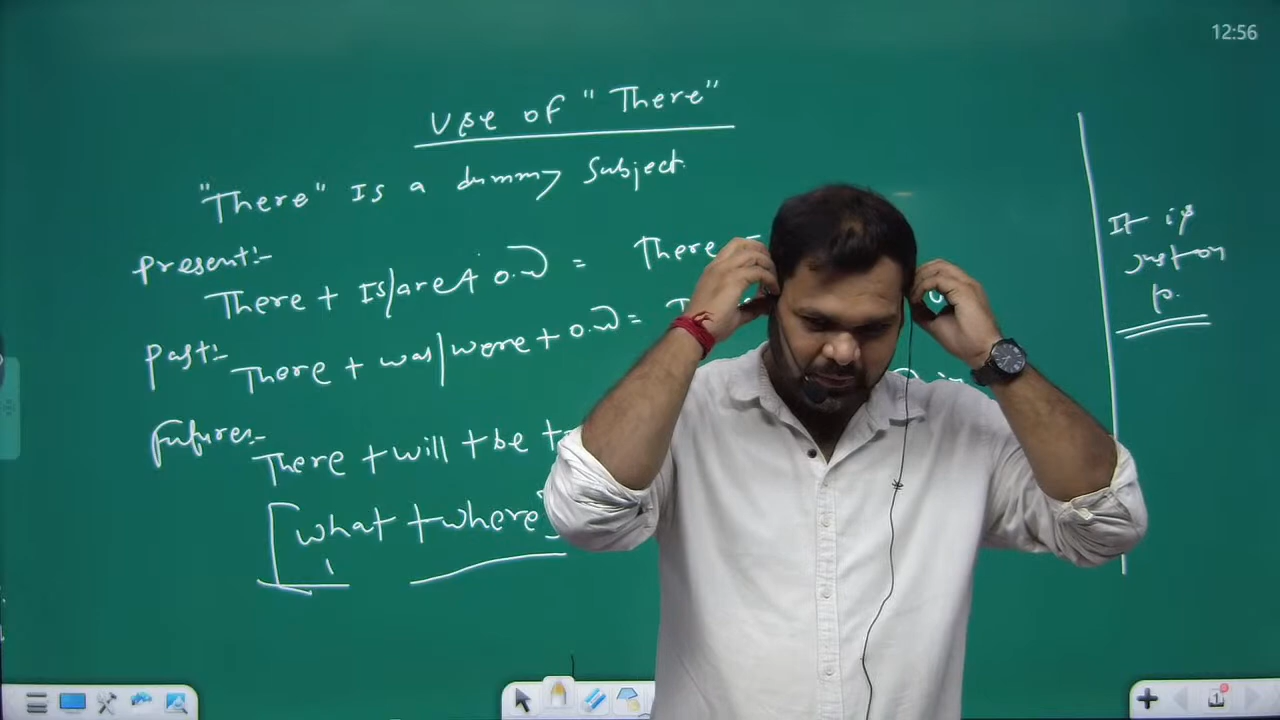 12:56
Use of "There"
"There" Is a dummy Subject.
Present:-
There + Is/are + o.w = There
Past:-
There + was/were + o.w =
Future:-
There + will + be +
[what + where]
It is